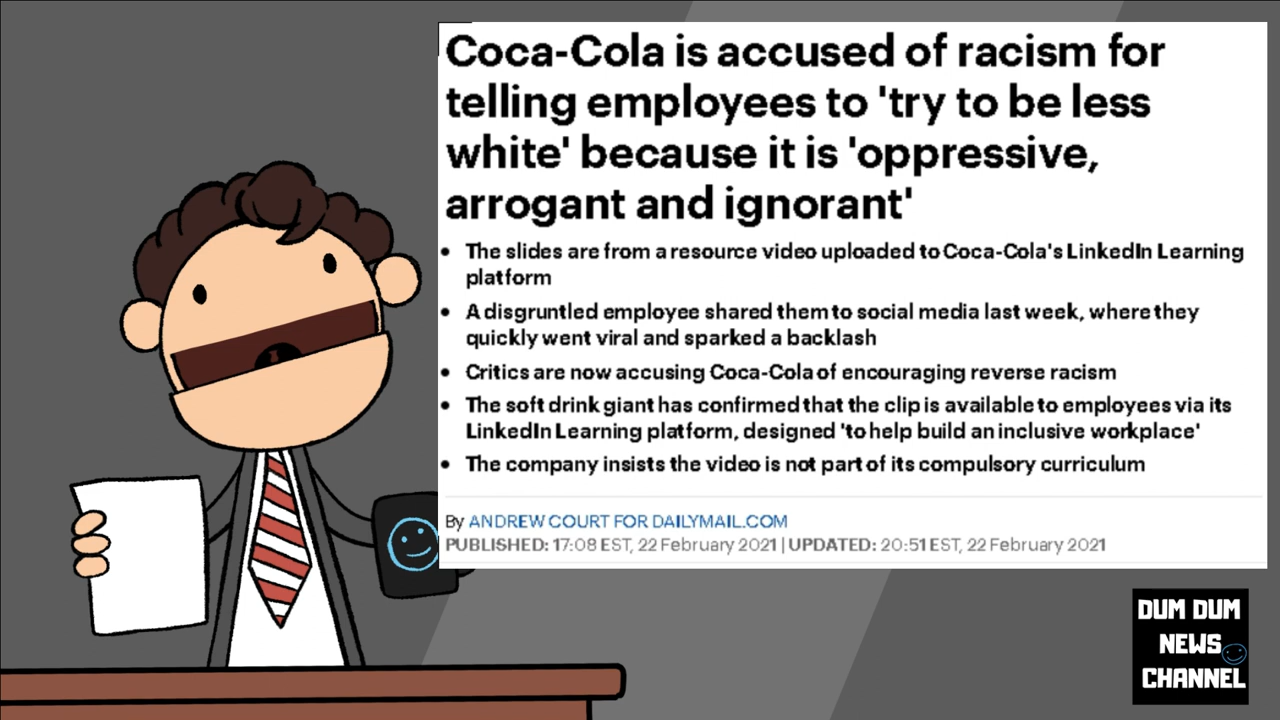 Coca-Cola is accused of racism for
telling employees to 'try to be less
white' because it is 'oppressive,
arrogant and ignorant'
• The slides are from a resource video uploaded to Coca-Cola's LinkedIn Learning
platform
• A disgruntled employee shared them to social media last week, where they
quickly went viral and sparked a backlash
• Critics are now accusing Coca-Cola of encouraging reverse racism
• The soft drink giant has confirmed that the clip is available to employees via its
LinkedIn Learning platform, designed 'to help build an inclusive workplace'
• The company insists the video is not part of its compulsory curriculum
By ANDREW COURT FOR DAILYMAIL.COM
PUBLISHED: 17:08 EST, 22 February 2021 | UPDATED: 20:51 EST, 22 February 2021
DUM DUM
NEWS
CHANNEL